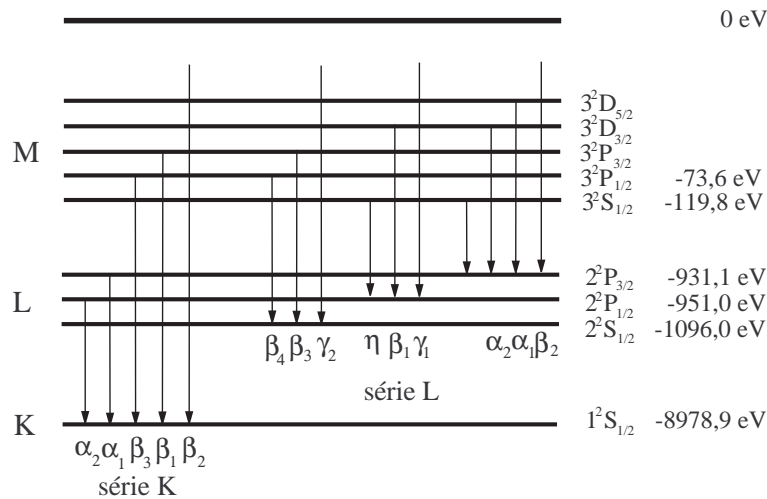 0 eV
3²D₅/₂
3²D₃/₂
M 3²P₃/₂
3²P₁/₂ -73,6 eV
3²S₁/₂ -119,8 eV
2²P₃/₂ -931,1 eV
L 2²P₁/₂ -951,0 eV
2²S₁/₂ -1096,0 eV
β₄ β₃ γ₂ η β₁ γ₁ α₂ α₁ β₂
série L
K 1²S₁/₂ -8978,9 eV
α₂ α₁ β₃ β₁ β₂
série K